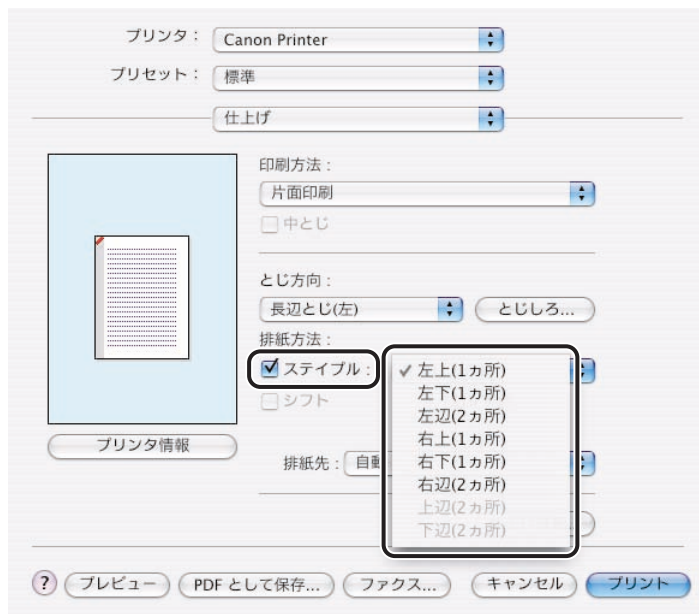 プリンタ： Canon Printer
プリセット： 標準
仕上げ
印刷方法：
片面印刷
中とじ
とじ方向：
長辺とじ(左) とじしろ...
排紙方法：
ステイプル： ✓ 左上(1ヵ所)
左下(1ヵ所)
シフト 左辺(2ヵ所)
右上(1ヵ所)
プリンタ情報 排紙先： 自動 右下(1ヵ所)
右辺(2ヵ所)
上辺(2ヵ所)
下辺(2ヵ所)
? プレビュー PDF として保存... ファクス... キャンセル プリント